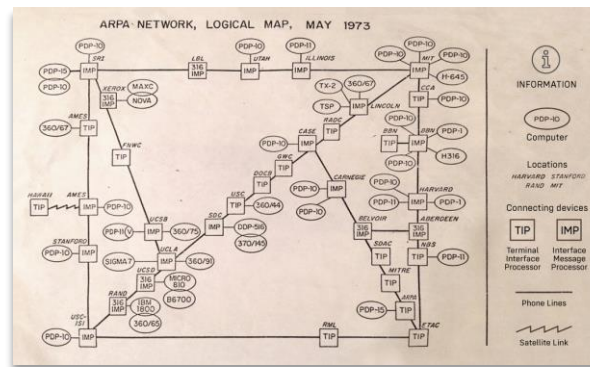 ARPA NETWORK, LOGICAL MAP, MAY 1973
PDP-10
SRI
PDP-15
IMP
PDP-10
LBL
316
IMP
PDP-10
UTAH
IMP
PDP-11
ILLINOIS
IMP
PDP-10
PDP-10
PDP-10
MIT
IMP
H-645
XEROX
316
IMP
MAXC
NOVA
AMES
360/67
TIP
FNWC
TIP
TX-2
360/67
TSP
IMP
LINCOLN
RADC
TIP
CCA
TIP
PDP-10
BBN
TIP
PDP-10
BBN
PDP-1
IMP
PDP-10
H316
CASE
PDP-10
IMP
GWC
TIP
DOCB
TIP
USC
TIP
360/44
CARNEGIE
PDP-10
IMP
PDP-10
PDP-10
HARVARD
PDP-11
IMP
PDP-1
HAWAII
TIP
AMES
IMP
PDP-10
SDC
IMP
DDP-516
370/145
UCSB
PDP-11
V
IMP
360/75
BELVOIR
316
IMP
ABERDEEN
316
IMP
STANFORD
PDP-10
IMP
UCLA
SIGMA7
IMP
360/91
SDAC
TIP
NBS
TIP
PDP-11
UCSD
316
IMP
MICRO
810
B6700
MITRE
TIP
RAND
316
IMP
IBM
1800
360/65
ARPA
PDP-15
TIP
USC-
ISI
PDP-10
IMP
RML
TIP
ETAC
TIP
i
INFORMATION
PDP-10
Computer
Locations
HARVARD STANFORD
RAND MIT
Connecting devices
TIP
IMP
Terminal Interface
Interface Message
Processor
Processor
Phone Lines
Satellite Link